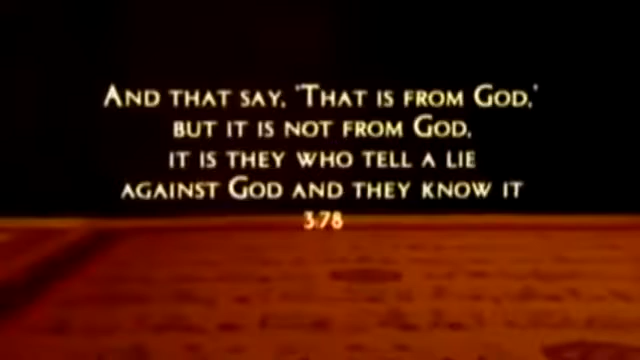 And that say, 'That is from God,'
but it is not from God,
it is they who tell a lie
against God and they know it
3:78